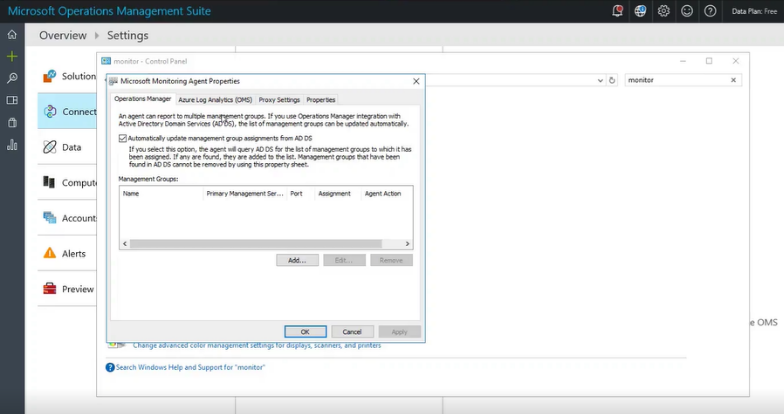 Microsoft Operations Management Suite
Data Plan: Free
Overview Settings
monitor - Control Panel
monitor
Solution
Connect
Data
Compute
Accounts
Alerts
Preview
Microsoft Monitoring Agent Properties
Operations Manager Azure Log Analytics (OMS) Proxy Settings Properties
An agent can report to multiple management groups. If you use Operations Manager integration with
Active Directory Domain Services (AD DS), the list of management groups can be updated automatically.
Automatically update management group assignments from AD DS
If you select this option, the agent will query AD DS for the list of management groups to which it has
been assigned. If any are found, they are added to the list. Management groups that have been
found in AD DS cannot be removed by using this property sheet.
Management Groups:
Name Primary Management Ser... Port Assignment Agent Action
Add... Edit... Remove
OK Cancel Apply
e OMS
Change advanced color management settings for displays, scanners, and printers
Search Windows Help and Support for "monitor"